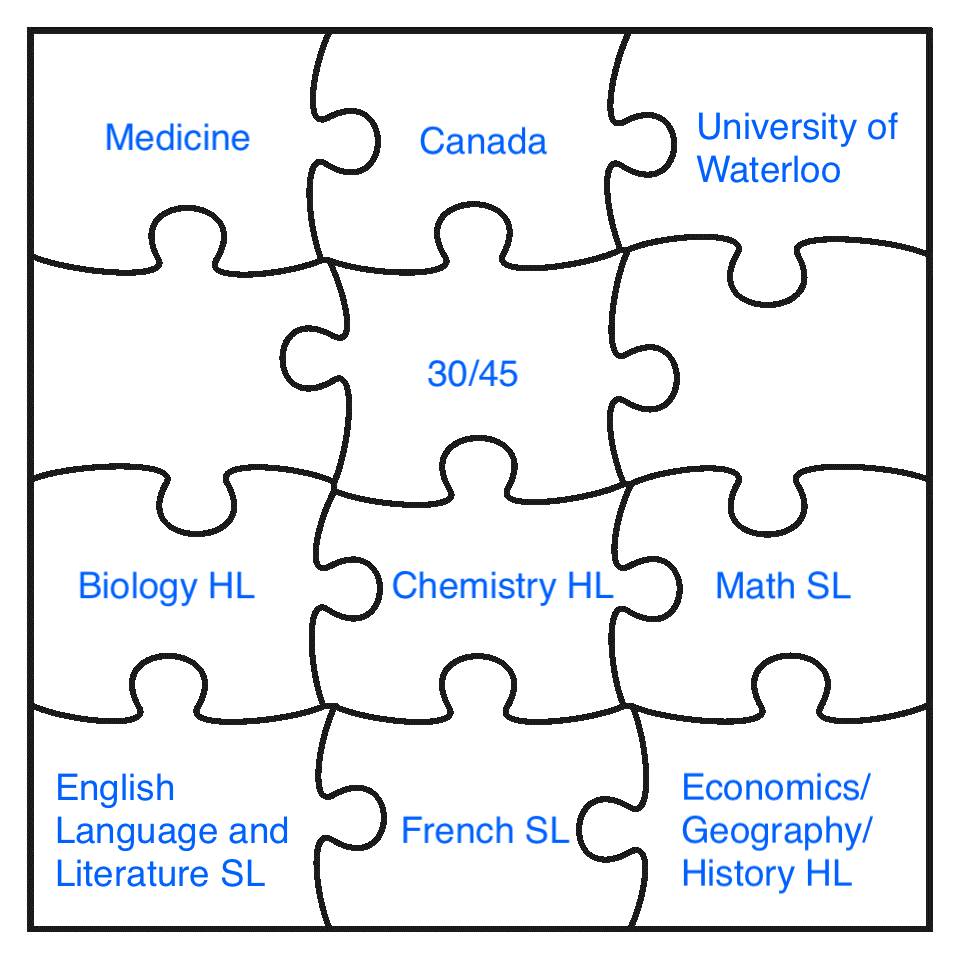 Medicine
Canada
University of
Waterloo
30/45
Biology HL
Chemistry HL
Math SL
English
Language and
Literature SL
French SL
Economics/
Geography/
History HL